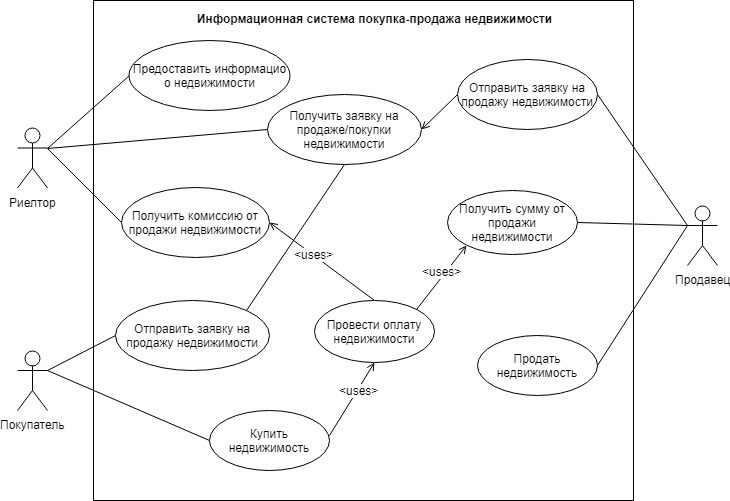 Информационная система покупка-продажа недвижимости
Предоставить информацио
о недвижимости
Отправить заявку на
продажу недвижимости
Получить заявку на
продаже/покупки
недвижимости
Риелтор
Получить комиссию от
продажи недвижимости
Получить сумму от
продажи
недвижимости
Продавец
<uses>
<uses>
Отправить заявку на
продажу недвижимости
Провести оплату
недвижимости
Продать
недвижимость
<uses>
Покупатель
Купить
недвижимость